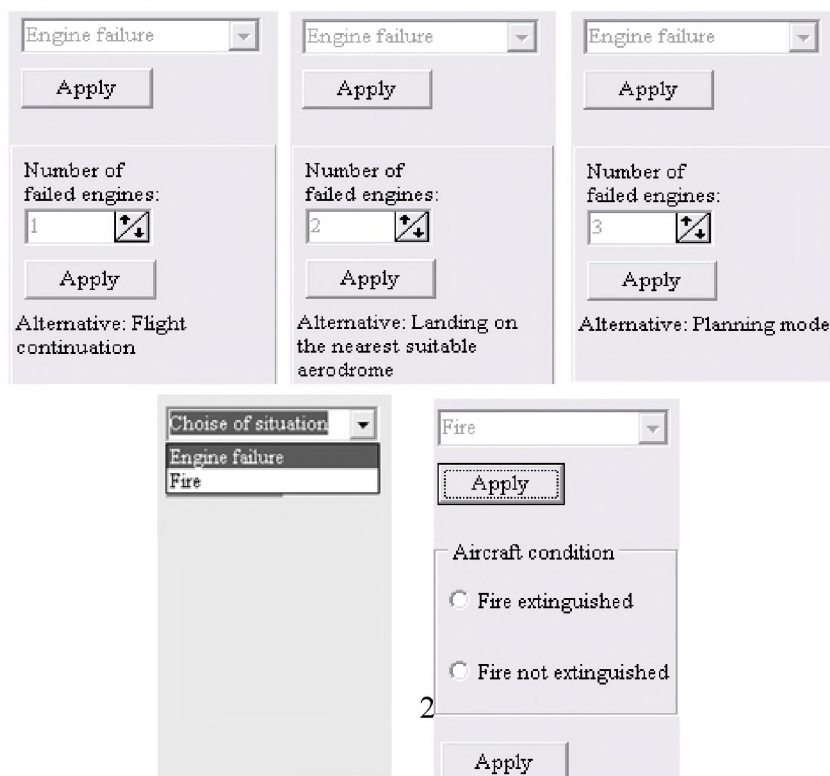 Engine failure
Apply
Number of
failed engines:
1
Apply
Alternative: Flight
continuation
Engine failure
Apply
Number of
failed engines:
2
Apply
Alternative: Landing on
the nearest suitable
aerodrome
Engine failure
Apply
Number of
failed engines:
3
Apply
Alternative: Planning mode
Choise of situation
Engine failure
Fire
Fire
Apply
Aircraft condition
Fire extinguished
Fire not extinguished
2
Apply